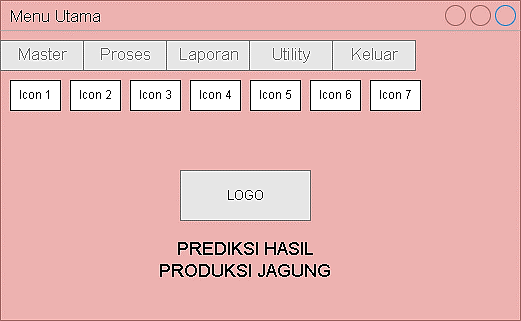 Menu Utama
Master Proses Laporan Utility Keluar
Icon 1 Icon 2 Icon 3 Icon 4 Icon 5 Icon 6 Icon 7
LOGO
PREDIKSI HASIL
PRODUKSI JAGUNG